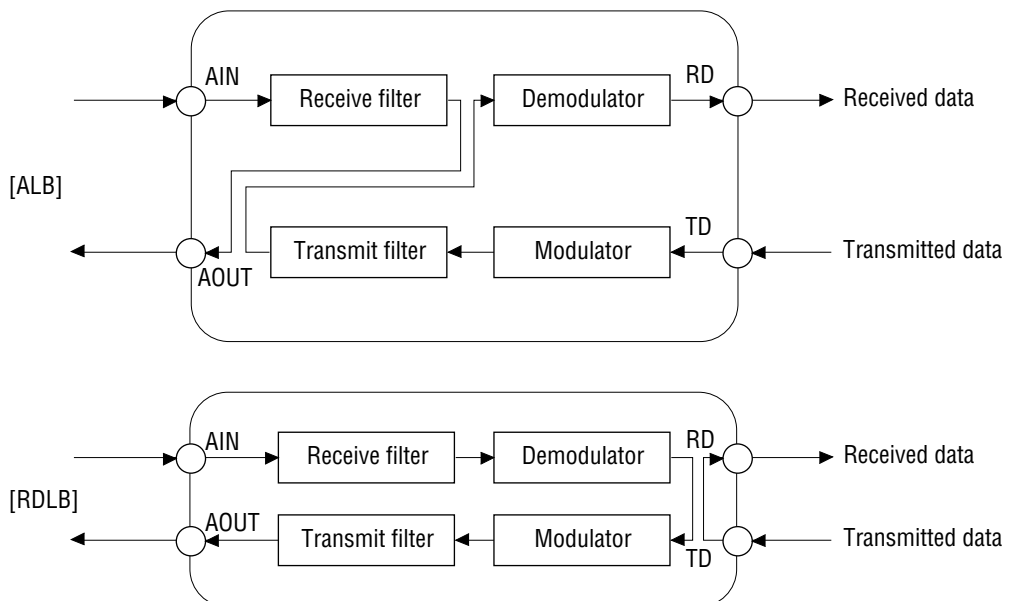 AIN
Receive filter
Demodulator
RD
Received data
[ALB]
AOUT
Transmit filter
Modulator
TD
Transmitted data
AIN
Receive filter
Demodulator
RD
Received data
[RDLB]
AOUT
Transmit filter
Modulator
TD
Transmitted data